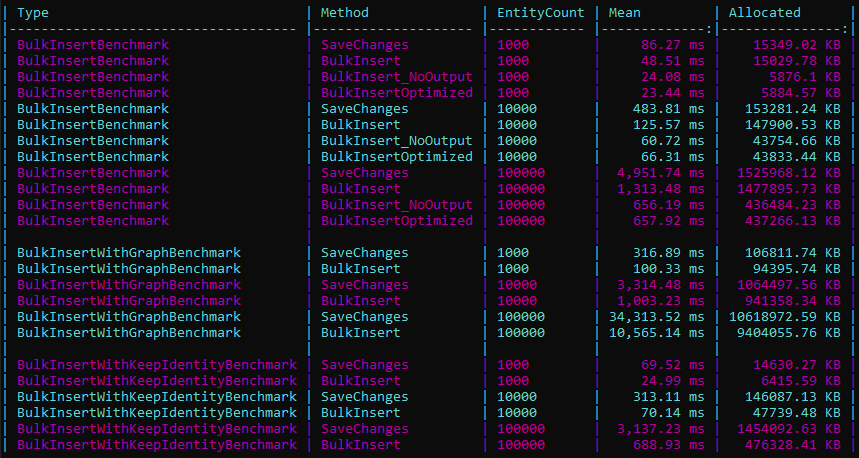 | Type | Method | EntityCount | Mean | Allocated |
|---------------------------------- |--------------------- |------------ |-------------:|---------------:|
| BulkInsertBenchmark | SaveChanges | 1000 | 86.27 ms | 15349.02 KB |
| BulkInsertBenchmark | BulkInsert | 1000 | 48.51 ms | 15029.78 KB |
| BulkInsertBenchmark | BulkInsert_NoOutput | 1000 | 24.08 ms | 5876.1 KB |
| BulkInsertBenchmark | BulkInsertOptimized | 1000 | 23.44 ms | 5884.57 KB |
| BulkInsertBenchmark | SaveChanges | 10000 | 483.81 ms | 153281.24 KB |
| BulkInsertBenchmark | BulkInsert | 10000 | 125.57 ms | 147900.53 KB |
| BulkInsertBenchmark | BulkInsert_NoOutput | 10000 | 60.72 ms | 43754.66 KB |
| BulkInsertBenchmark | BulkInsertOptimized | 10000 | 66.31 ms | 43833.44 KB |
| BulkInsertBenchmark | SaveChanges | 100000 | 4,951.74 ms | 1525968.12 KB |
| BulkInsertBenchmark | BulkInsert | 100000 | 1,313.48 ms | 1477895.73 KB |
| BulkInsertBenchmark | BulkInsert_NoOutput | 100000 | 656.19 ms | 436484.23 KB |
| BulkInsertBenchmark | BulkInsertOptimized | 100000 | 657.92 ms | 437266.13 KB |
| | | | | |
| BulkInsertWithGraphBenchmark | SaveChanges | 1000 | 316.89 ms | 106811.74 KB |
| BulkInsertWithGraphBenchmark | BulkInsert | 1000 | 100.33 ms | 94395.74 KB |
| BulkInsertWithGraphBenchmark | SaveChanges | 10000 | 3,314.48 ms | 1064497.56 KB |
| BulkInsertWithGraphBenchmark | BulkInsert | 10000 | 1,003.23 ms | 941358.34 KB |
| BulkInsertWithGraphBenchmark | SaveChanges | 100000 | 34,313.52 ms | 10618972.59 KB |
| BulkInsertWithGraphBenchmark | BulkInsert | 100000 | 10,565.14 ms | 9404055.76 KB |
| | | | | |
| BulkInsertWithKeepIdentityBenchmark | SaveChanges | 1000 | 69.52 ms | 14630.27 KB |
| BulkInsertWithKeepIdentityBenchmark | BulkInsert | 1000 | 24.99 ms | 6415.59 KB |
| BulkInsertWithKeepIdentityBenchmark | SaveChanges | 10000 | 313.11 ms | 146087.13 KB |
| BulkInsertWithKeepIdentityBenchmark | BulkInsert | 10000 | 70.14 ms | 47739.48 KB |
| BulkInsertWithKeepIdentityBenchmark | SaveChanges | 100000 | 3,137.23 ms | 1454092.63 KB |
| BulkInsertWithKeepIdentityBenchmark | BulkInsert | 100000 | 688.93 ms | 476328.41 KB |